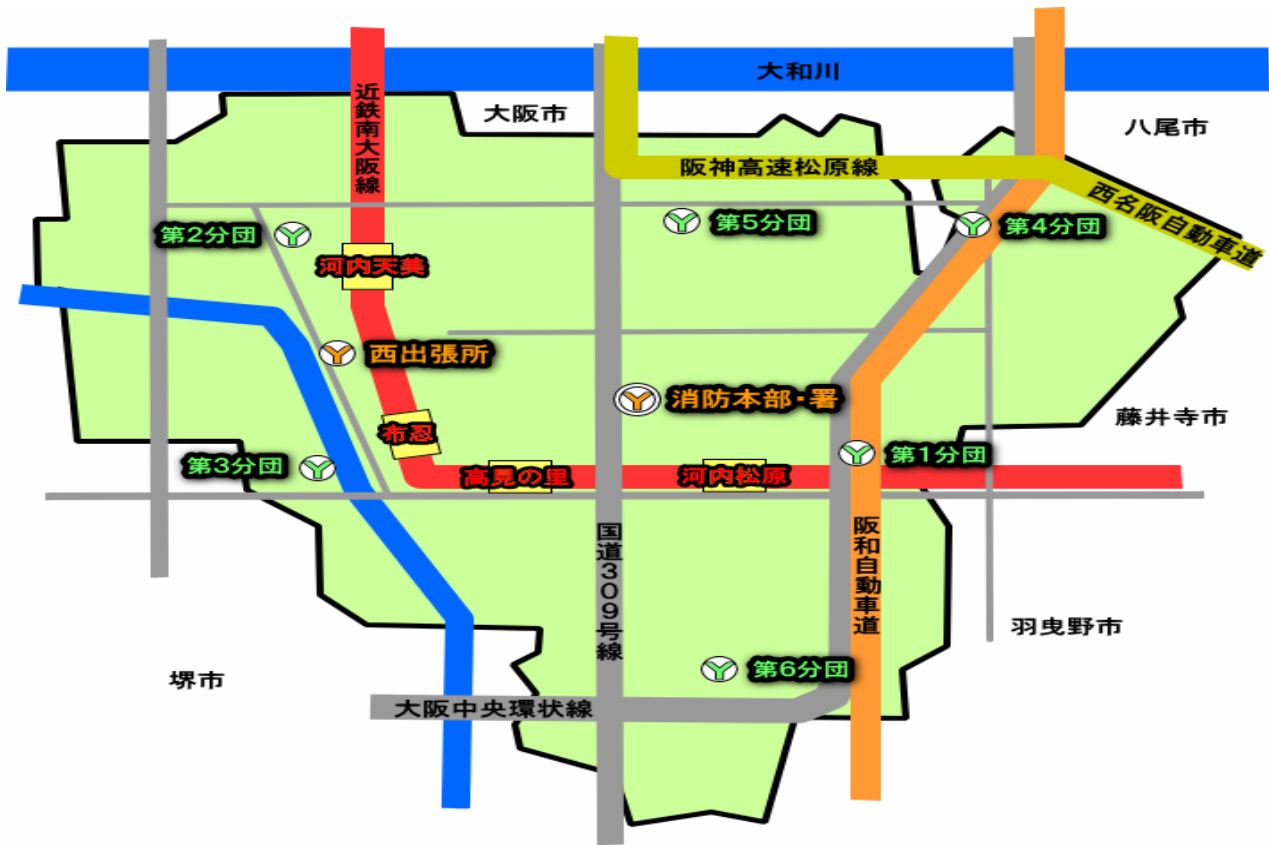 大和川
近鉄南大阪線
大阪市
八尾市
阪神高速松原線
西名阪自動車道
第2分団
第5分団
第4分団
河内天美
西出張所
消防本部・署
藤井寺市
布忍
第3分団
第1分団
高見の里
河内松原
国道309号線
阪和自動車道
羽曳野市
堺市
第6分団
大阪中央環状線